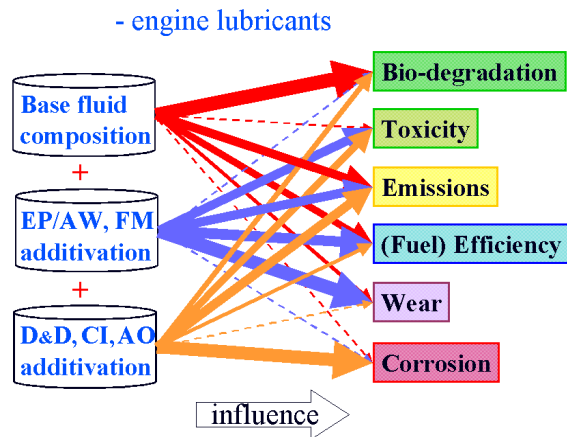 - engine lubricants
Base fluid
composition
+
EP/AW, FM
additivation
+
D&D, CI, AO
additivation
Bio-degradation
Toxicity
Emissions
(Fuel) Efficiency
Wear
Corrosion
influence